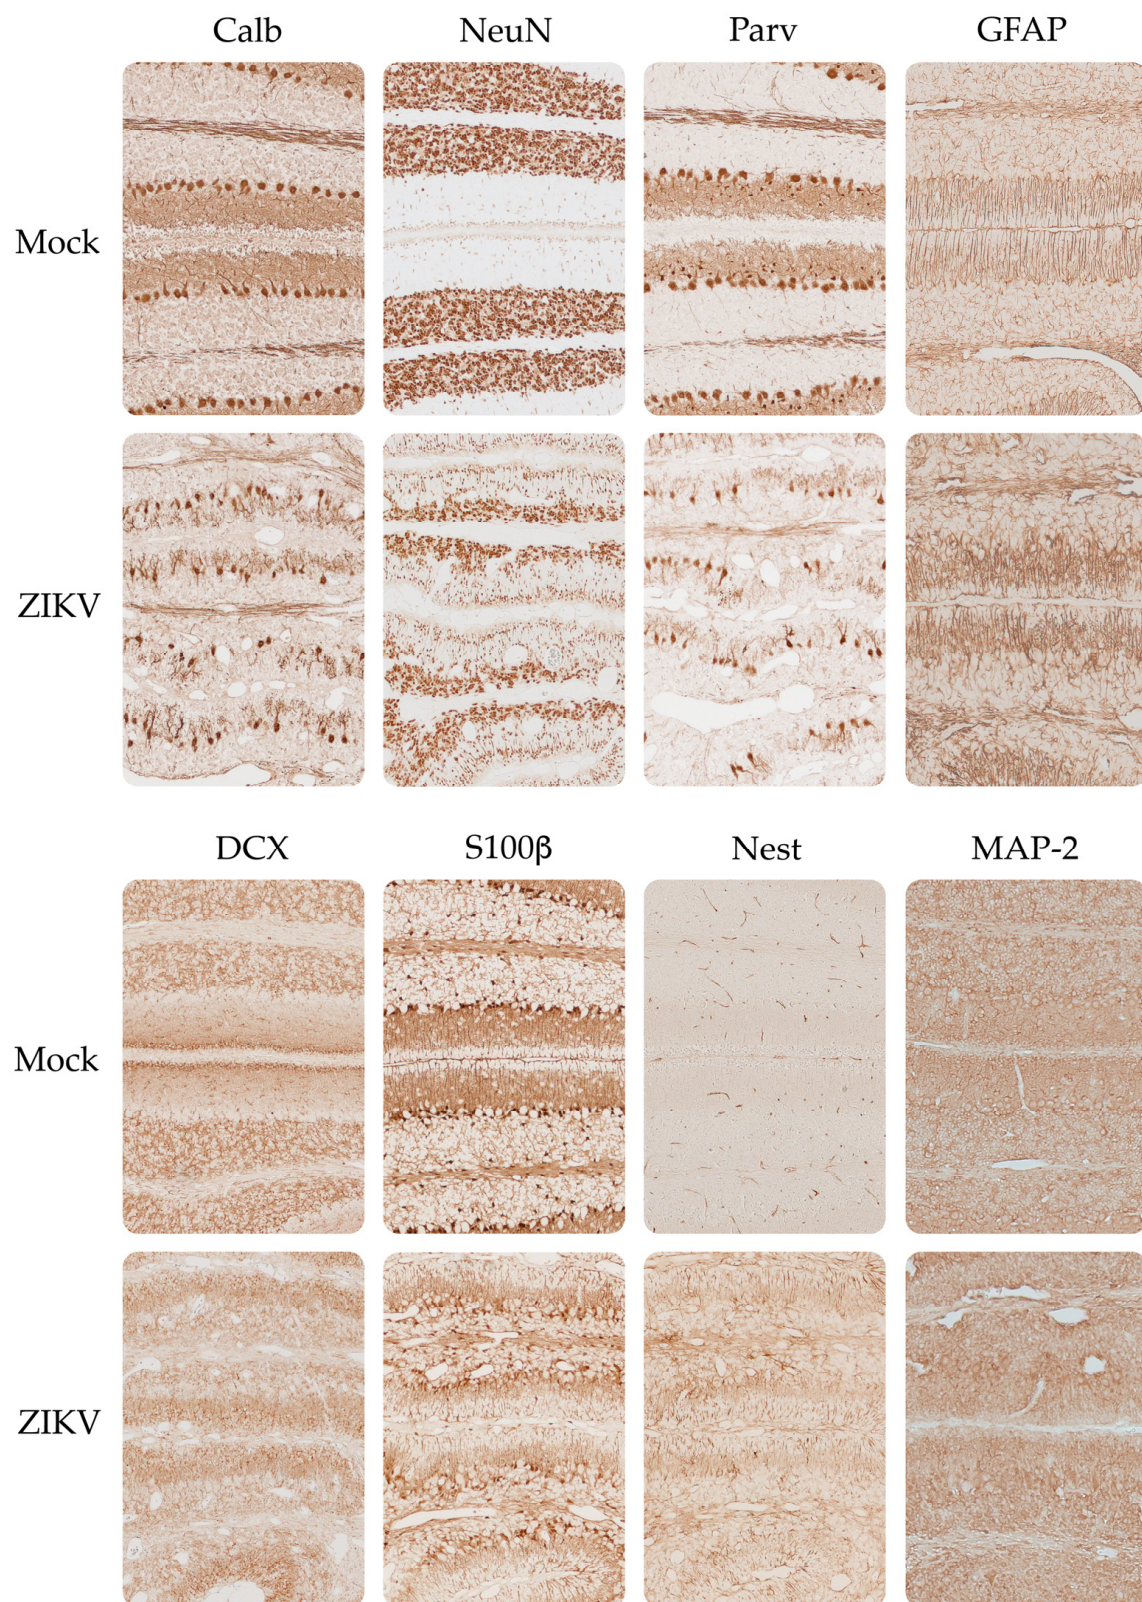 Calb NeuN Parv GFAP
Mock
ZIKV
DCX S100β Nest MAP-2
Mock
ZIKV